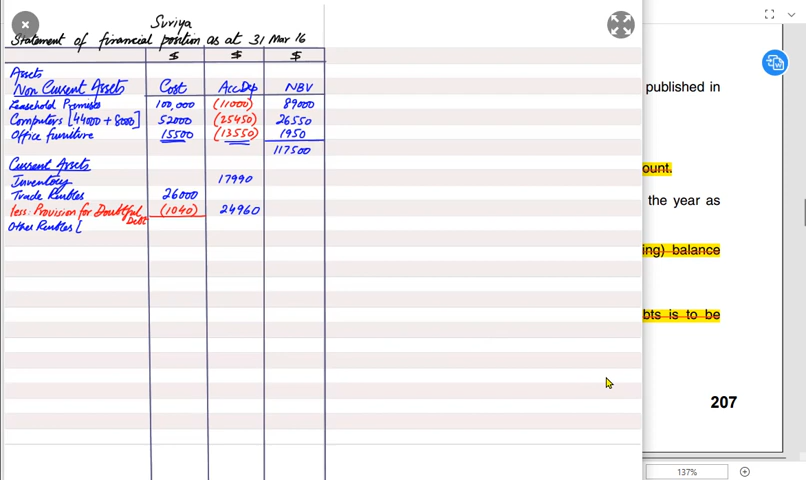 Suriya
Statement of financial position as at 31 Mar 16
$ $ $
Assets
Non Current Assets Cost Acc Dep NBV
Leasehold Premises 100,000 (11000) 89000
Computers [44000 + 8000] 52000 (25450) 26550
Office furniture 15500 (13550) 1950
117500
Current Assets
Inventory 17990
Trade Rvbles 26000
less: Provision for Doubtful Debt (1040) 24960
Other Rvbles [
published in
ount.
the year as
ing) balance
bts is to be
207
137%